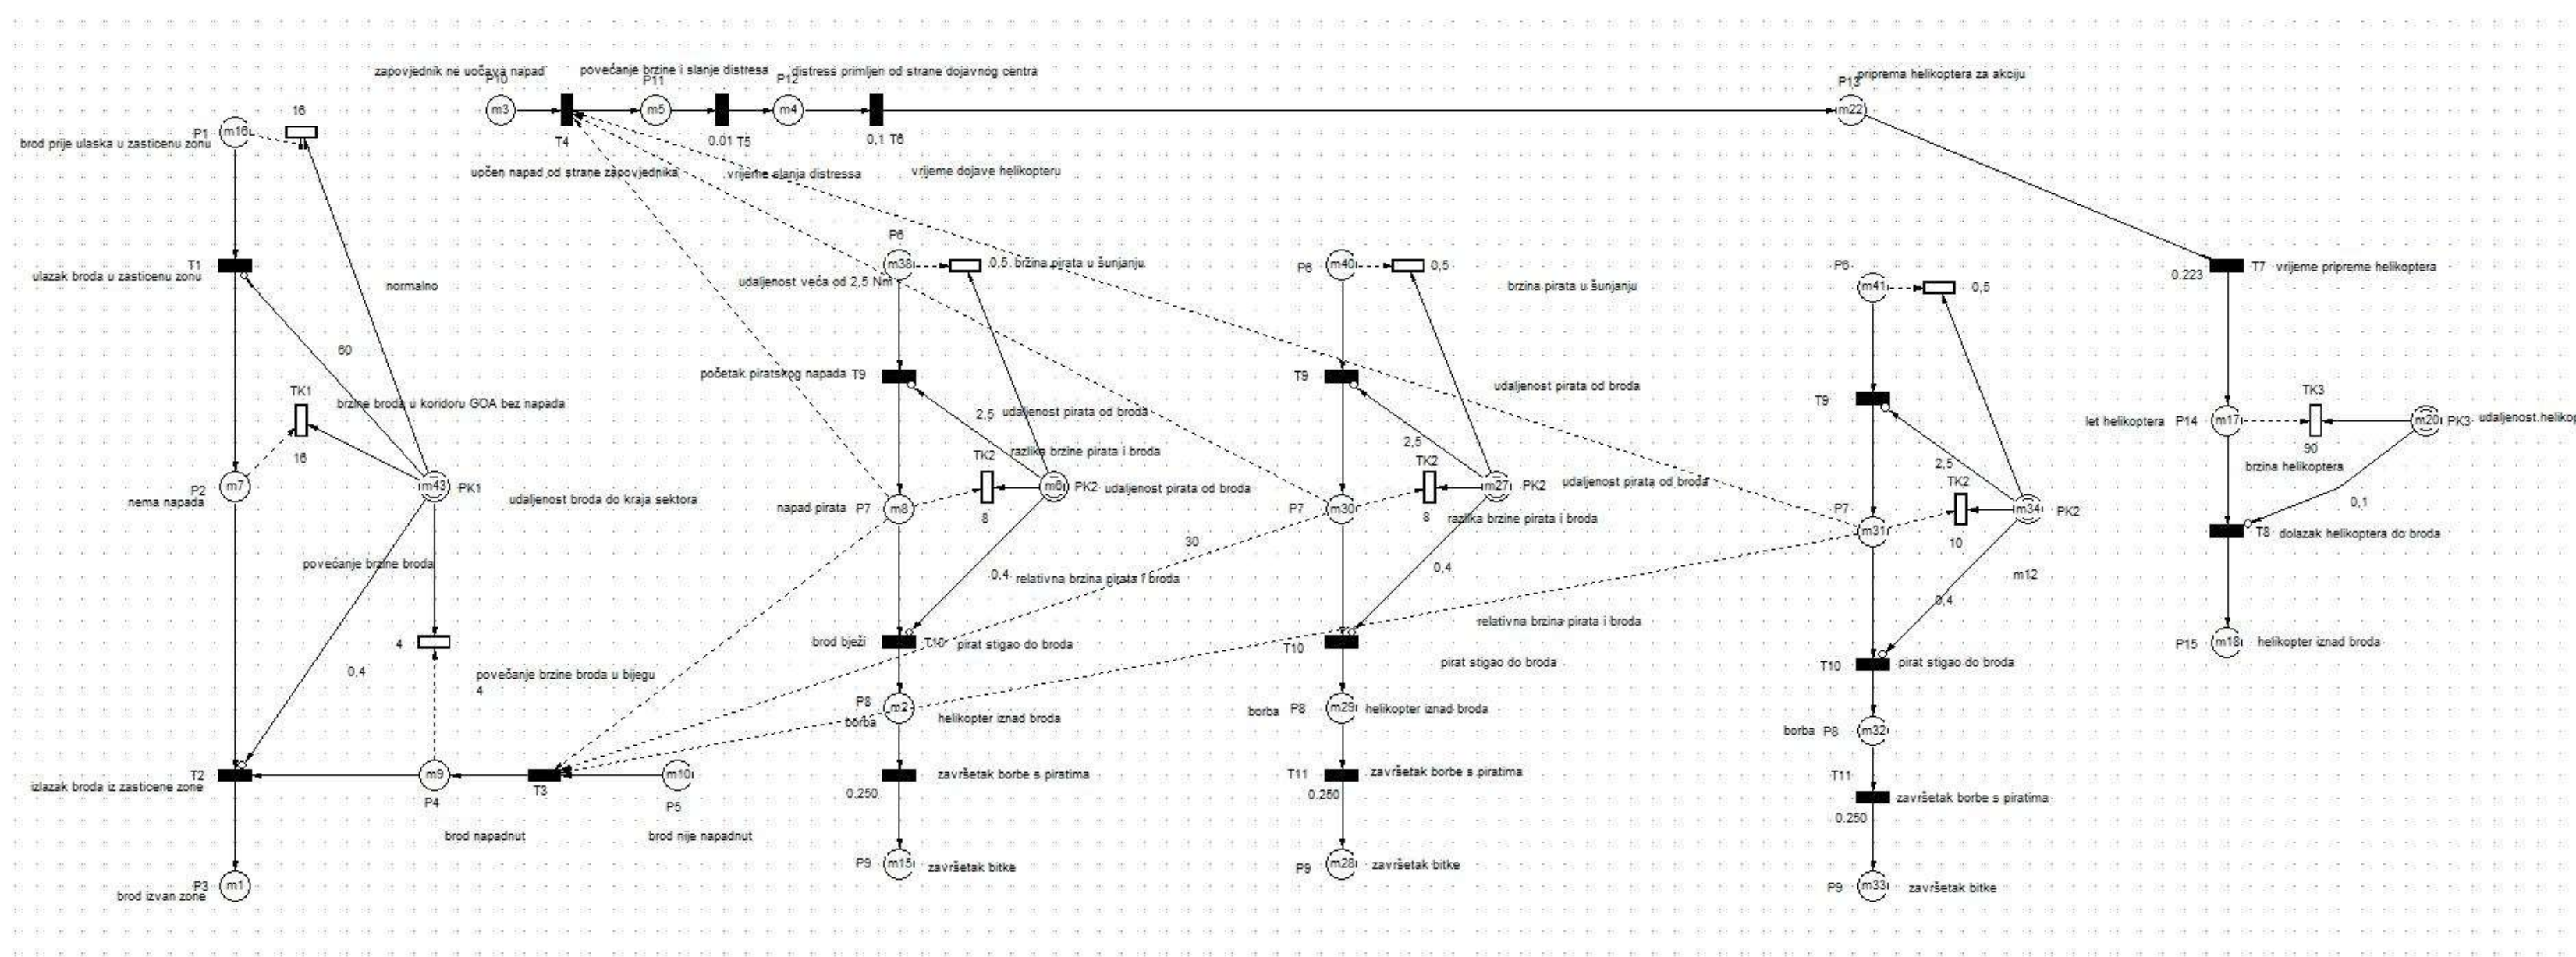 zapovjednik ne uočava napad
povećanje brzine i slanje distresa
distress primljen od strane dojavnog centra
priprema helikoptera za akciju
P10
P11
P12
P13
16
m3
m5
m4
m22
P1
m16
brod prije ulaska u zasticenu zonu
T4
0.01 T5
0,1 T6
uočen napad od strane zapovjednika
vrijeme slanja distressa
vrijeme dojave helikopteru
P6
m38
0,5 brzina pirata u šunjanju
udaljenost veća od 2,5 Nm
P6
m40
0,5
brzina pirata u šunjanju
P6
m41
0,5
0.223
T7 vrijeme pripreme helikoptera
T1
ulazak broda u zasticenu zonu
normalno
60
početak piratskog napada T9
2,5 udaljenost pirata od broda
T9
udaljenost pirata od broda
2,5
T9
2,5
TK1
brzine broda u koridoru GOA bez napada
16
P2
m7
nema napada
m43
PK1
udaljenost broda do kraja sektora
razlika brzine pirata i broda
TK2
m6
PK2 udaljenost pirata od broda
napad pirata P7
m8
8
TK2
m27
PK2
udaljenost pirata od broda
P7
m30
8 razlika brzine pirata i broda
TK2
m34
PK2
P7
m31
10
m12
let helikoptera P14
m17
TK3
90
m20
PK3
brzina helikoptera
0,1
T8 dolazak helikoptera do broda
P15
m18
helikopter iznad broda
povečanje brzine broda
30
0,4 relativna brzina pirata i broda
0,4
relativna brzina pirata i broda
0,4
4
0,4
povečanje brzine broda u bijegu
4
brod bježi
T10 pirat stigao do broda
T10
pirat stigao do broda
T10
pirat stigao do broda
P8
borba
m2
helikopter iznad broda
borba P8
m29
helikopter iznad broda
borba P8
m32
T2
izlazak broda iz zasticene zone
m9
P4
T3
m10
P5
brod napadnut
brod nije napadnut
završetak borbe s piratima
0.250
T11
završetak borbe s piratima
0.250
T11
završetak borbe s piratima
0.250
P9
m15
završetak bitke
P9
m28
završetak bitke
P9
m33
završetak bitke
P3
m1
brod izvan zone